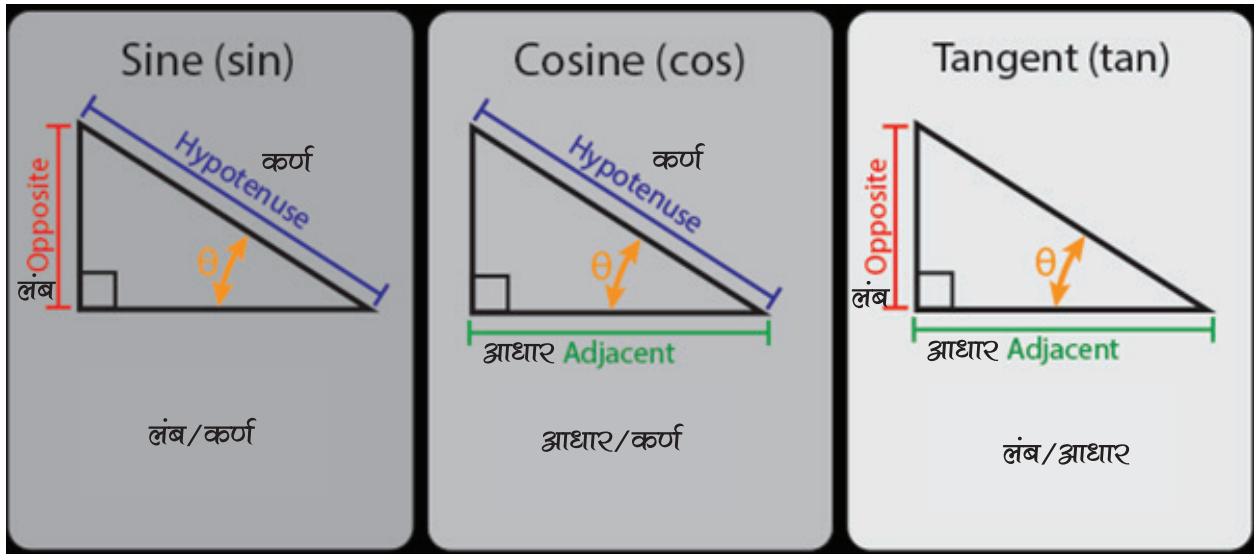 Sine (sin)
Hypotenuse
कर्ण
Opposite
लंब
θ
लंब/कर्ण
Cosine (cos)
Hypotenuse
कर्ण
θ
आधार Adjacent
आधार/कर्ण
Tangent (tan)
Opposite
लंब
θ
आधार Adjacent
लंब/आधार